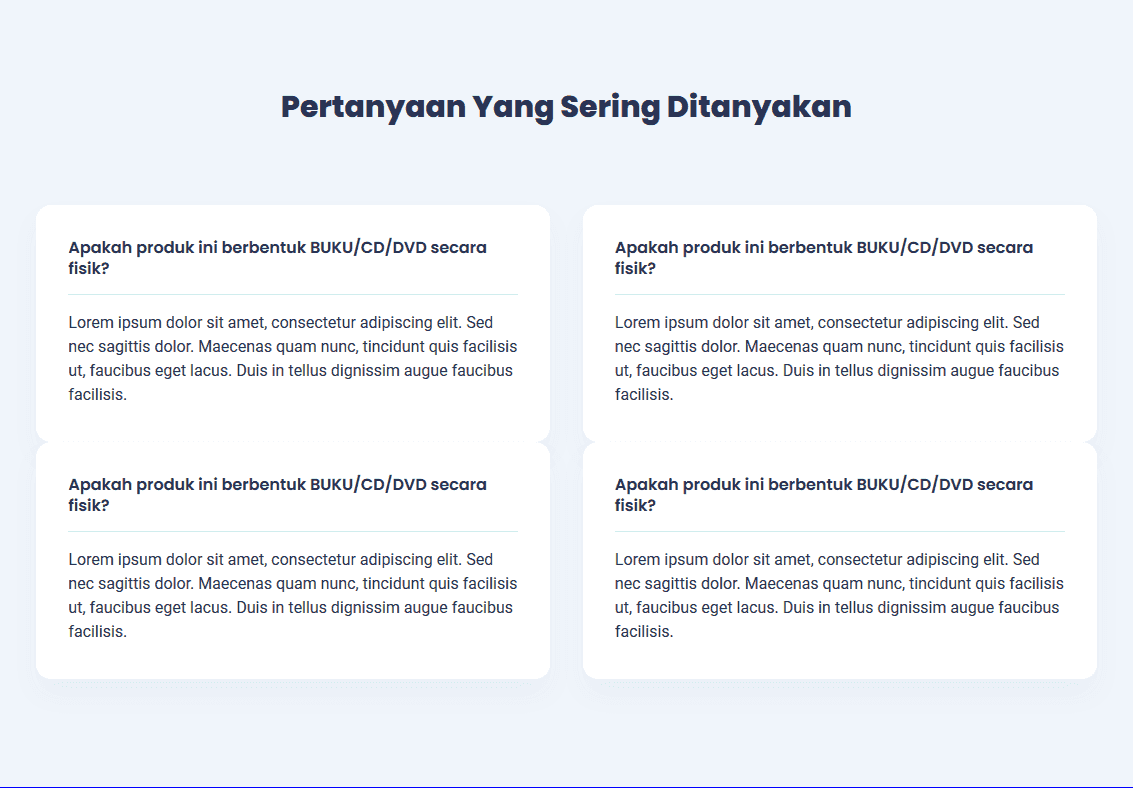 Pertanyaan Yang Sering Ditanyakan
Apakah produk ini berbentuk BUKU/CD/DVD secara
fisik?
Lorem ipsum dolor sit amet, consectetur adipiscing elit. Sed
nec sagittis dolor. Maecenas quam nunc, tincidunt quis facilisis
ut, faucibus eget lacus. Duis in tellus dignissim augue faucibus
facilisis.
Apakah produk ini berbentuk BUKU/CD/DVD secara
fisik?
Lorem ipsum dolor sit amet, consectetur adipiscing elit. Sed
nec sagittis dolor. Maecenas quam nunc, tincidunt quis facilisis
ut, faucibus eget lacus. Duis in tellus dignissim augue faucibus
facilisis.
Apakah produk ini berbentuk BUKU/CD/DVD secara
fisik?
Lorem ipsum dolor sit amet, consectetur adipiscing elit. Sed
nec sagittis dolor. Maecenas quam nunc, tincidunt quis facilisis
ut, faucibus eget lacus. Duis in tellus dignissim augue faucibus
facilisis.
Apakah produk ini berbentuk BUKU/CD/DVD secara
fisik?
Lorem ipsum dolor sit amet, consectetur adipiscing elit. Sed
nec sagittis dolor. Maecenas quam nunc, tincidunt quis facilisis
ut, faucibus eget lacus. Duis in tellus dignissim augue faucibus
facilisis.